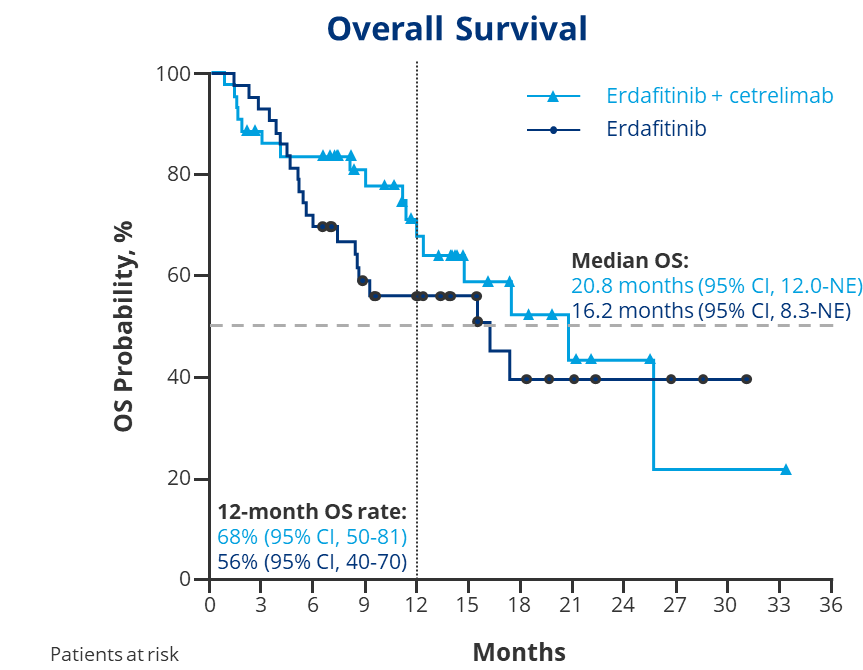 Overall Survival
Erdafitinib + cetrelimab
Erdafitinib
OS Probability, %
100
80
60
40
20
0
Median OS:
20.8 months (95% CI, 12.0-NE)
16.2 months (95% CI, 8.3-NE)
12-month OS rate:
68% (95% CI, 50-81)
56% (95% CI, 40-70)
0 3 6 9 12 15 18 21 24 27 30 33 36
Patients at risk
Months